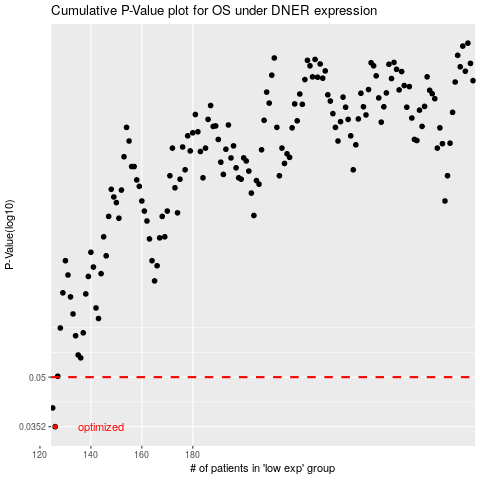 Cumulative P-Value plot for OS under DNER expression
P-Value(log10)
0.05
0.0352
optimized
120 140 160 180
# of patients in 'low exp' group